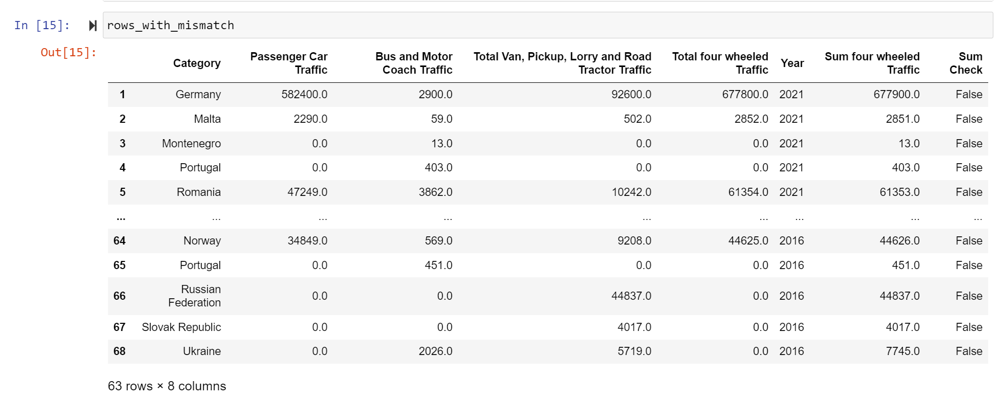 In [15]: rows_with_mismatch
Out[15]:
Category Passenger Car Traffic Bus and Motor Coach Traffic Total Van, Pickup, Lorry and Road Tractor Traffic Total four wheeled Traffic Year Sum four wheeled Traffic Sum Check
1 Germany 582400.0 2900.0 92600.0 677800.0 2021 677900.0 False
2 Malta 2290.0 59.0 502.0 2852.0 2021 2851.0 False
3 Montenegro 0.0 13.0 0.0 0.0 2021 13.0 False
4 Portugal 0.0 403.0 0.0 0.0 2021 403.0 False
5 Romania 47249.0 3862.0 10242.0 61354.0 2021 61353.0 False
... ... ... ... ... ... ... ... ...
64 Norway 34849.0 569.0 9208.0 44625.0 2016 44626.0 False
65 Portugal 0.0 451.0 0.0 0.0 2016 451.0 False
66 Russian Federation 0.0 0.0 44837.0 0.0 2016 44837.0 False
67 Slovak Republic 0.0 0.0 4017.0 0.0 2016 4017.0 False
68 Ukraine 0.0 2026.0 5719.0 0.0 2016 7745.0 False
63 rows × 8 columns